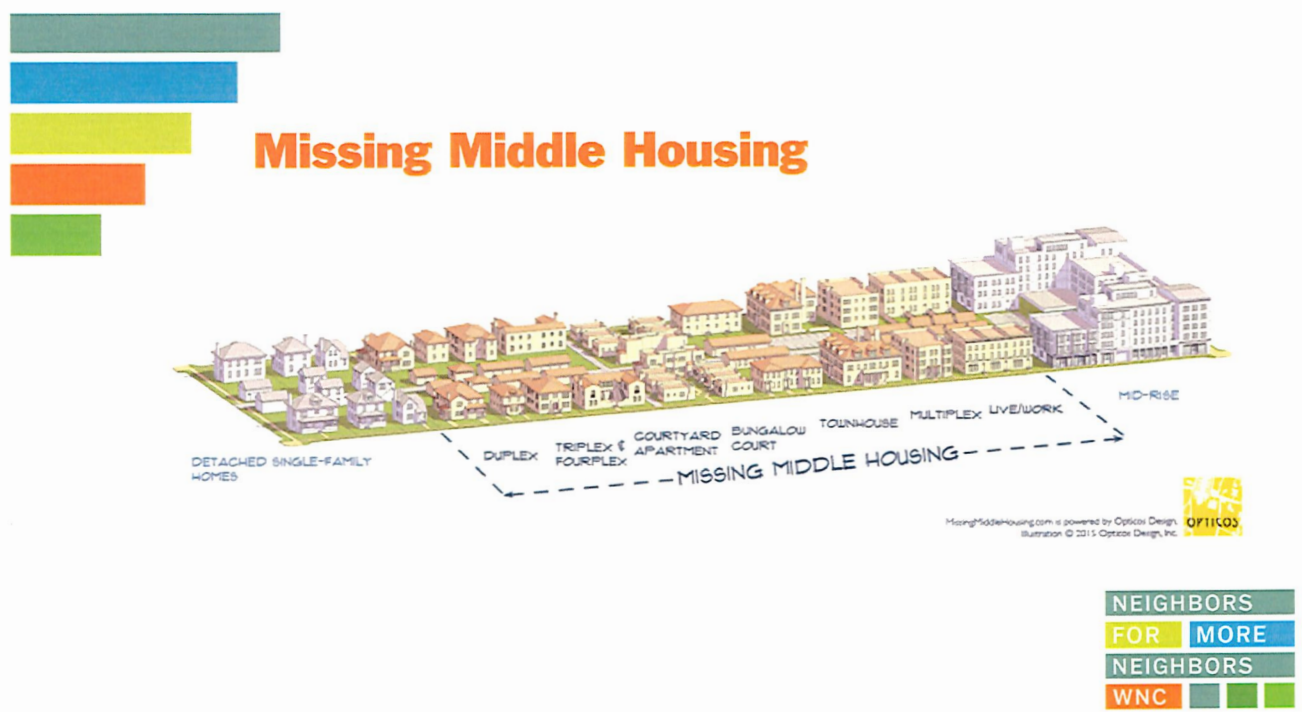 Missing Middle Housing
DETACHED SINGLE-FAMILY
HOMES
DUPLEX
TRIPLEX &
FOURPLEX
COURTYARD
APARTMENT
BUNGALOW
COURT
TOWNHOUSE
MULTIPLEX
LIVE/WORK
MID-RISE
MISSING MIDDLE HOUSING
MissingMiddleHousing.com is powered by Opticos Design.
Illustration © 2015 Opticos Design, Inc.
OPTICOS
NEIGHBORS
FOR MORE
NEIGHBORS
WNC